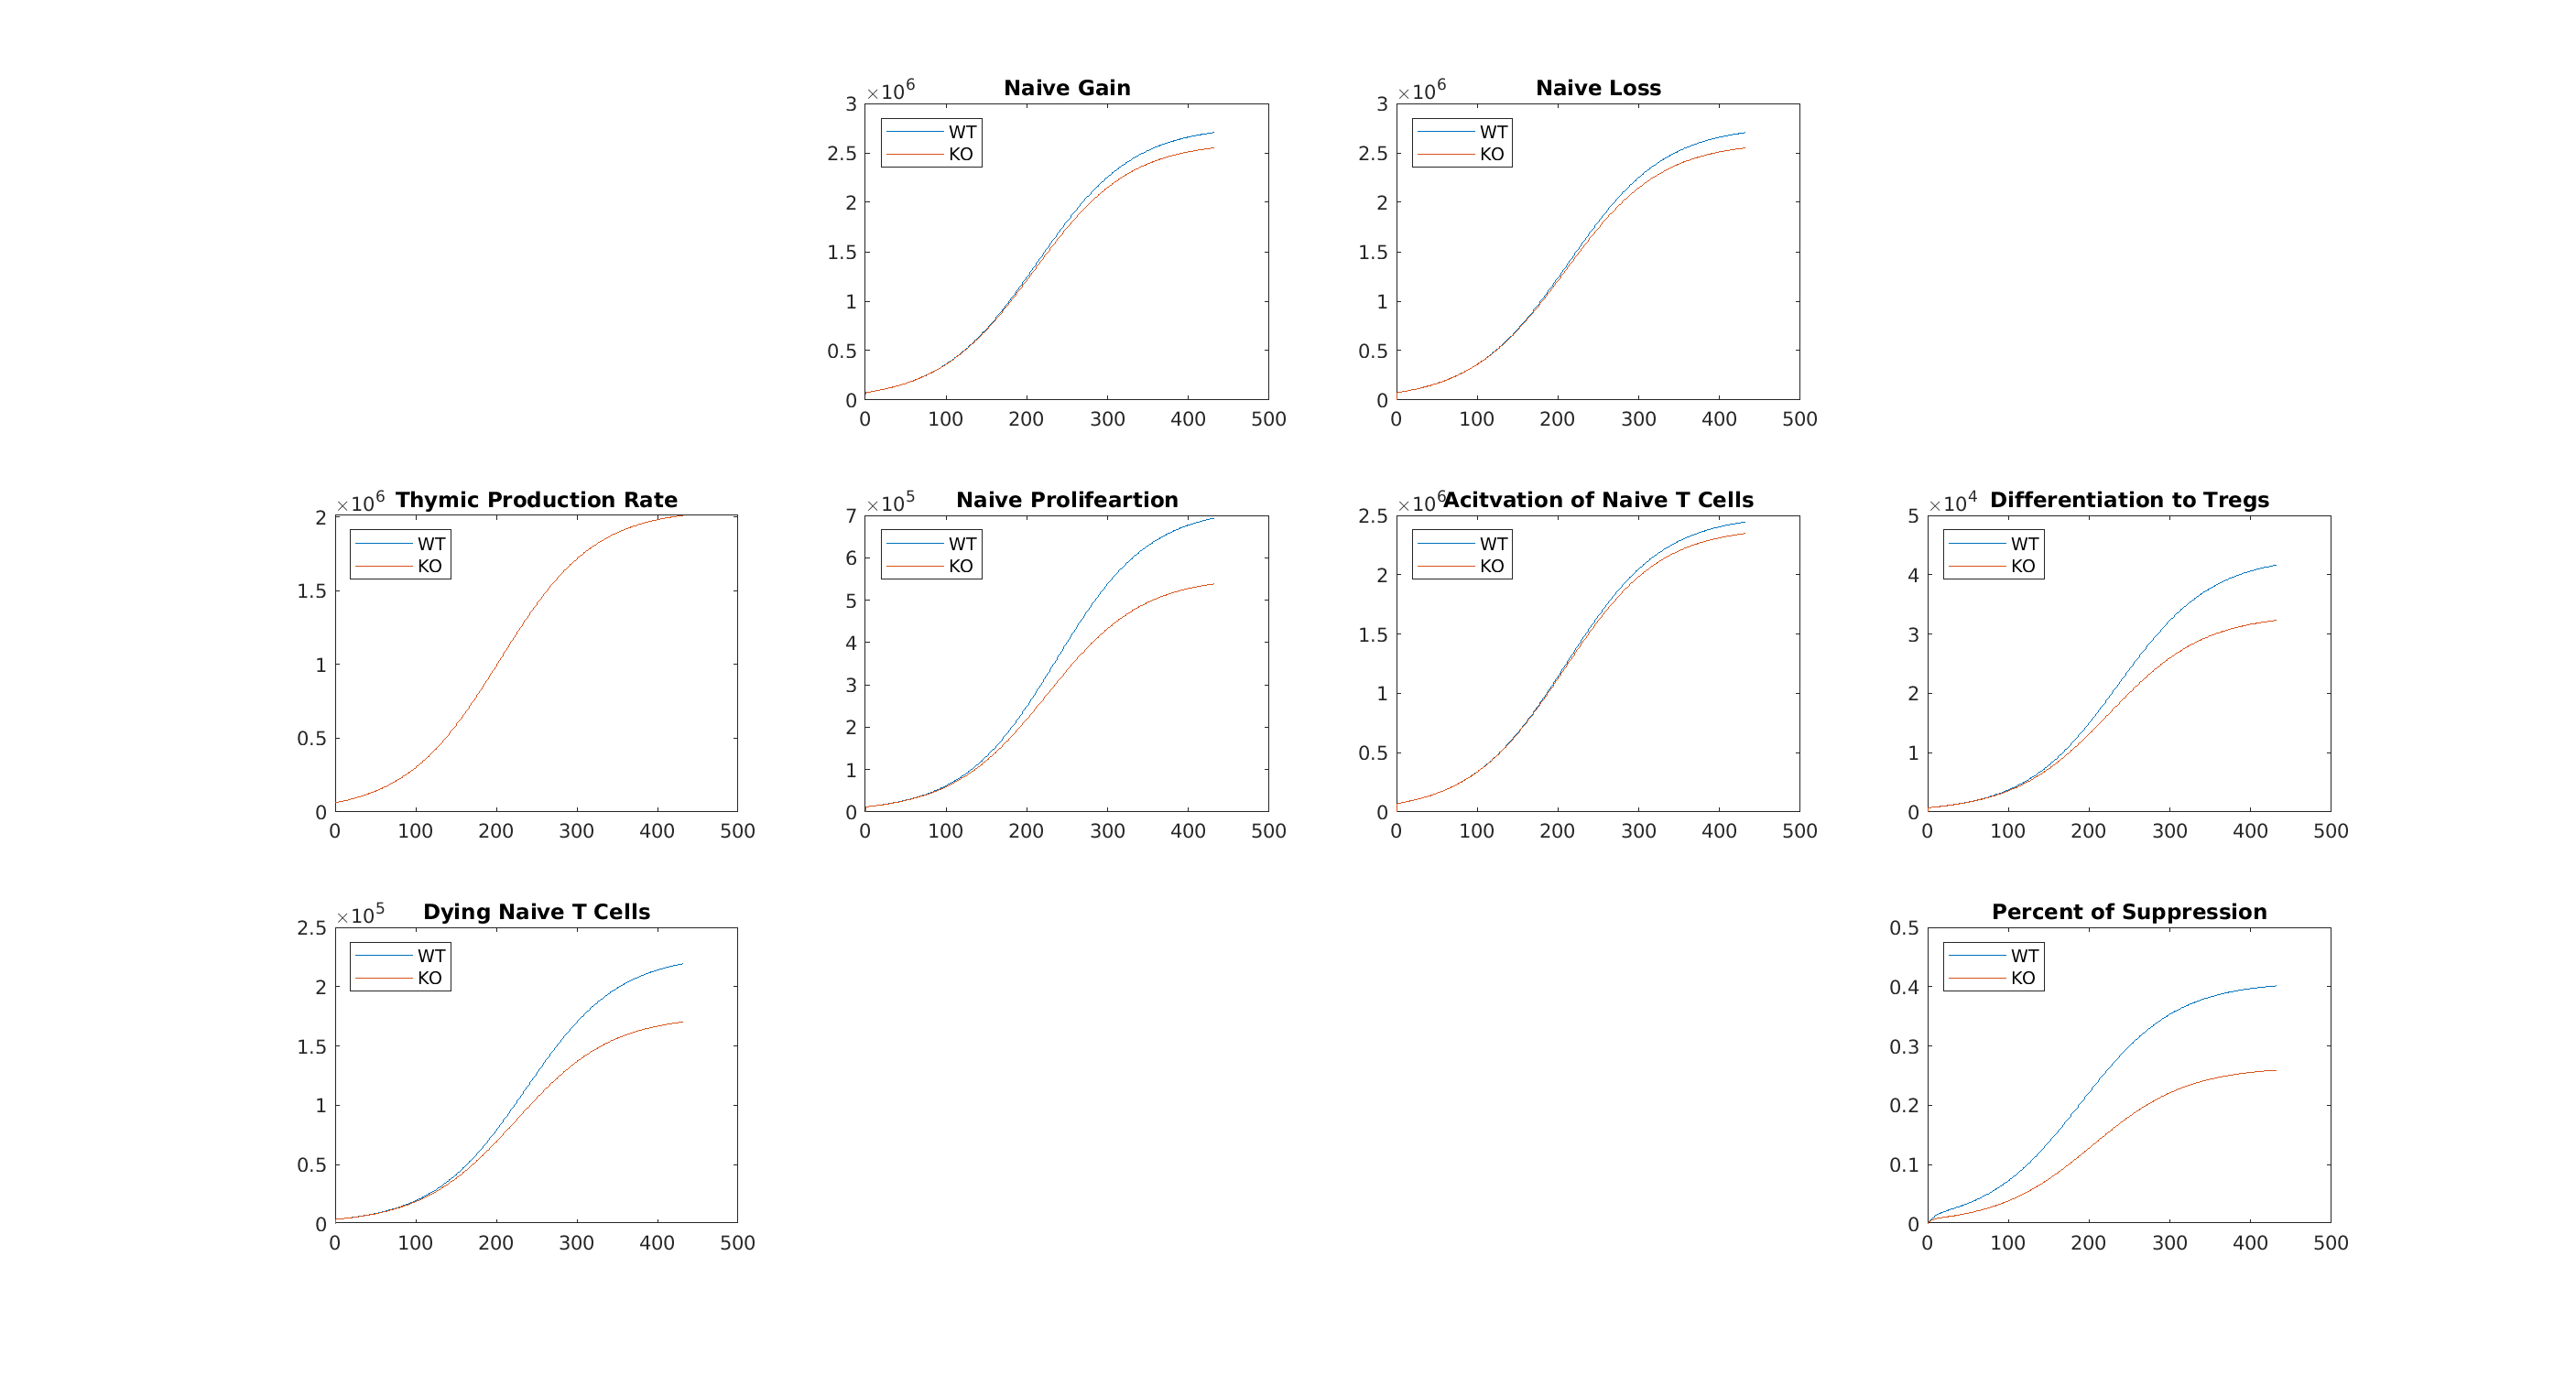 Naive Gain
×10^6
3
2.5
2
1.5
1
0.5
0
0 100 200 300 400 500
WT
KO
Naive Loss
×10^6
3
2.5
2
1.5
1
0.5
0
0 100 200 300 400 500
WT
KO
Thymic Production Rate
×10^6
2
1.5
1
0.5
0
0 100 200 300 400 500
WT
KO
Naive Prolifeartion
×10^5
7
6
5
4
3
2
1
0
0 100 200 300 400 500
WT
KO
Acitvation of Naive T Cells
×10^6
2.5
2
1.5
1
0.5
0
0 100 200 300 400 500
WT
KO
Differentiation to Tregs
×10^4
5
4
3
2
1
0
0 100 200 300 400 500
WT
KO
Dying Naive T Cells
×10^5
2.5
2
1.5
1
0.5
0
0 100 200 300 400 500
WT
KO
Percent of Suppression
0.5
0.4
0.3
0.2
0.1
0
0 100 200 300 400 500
WT
KO